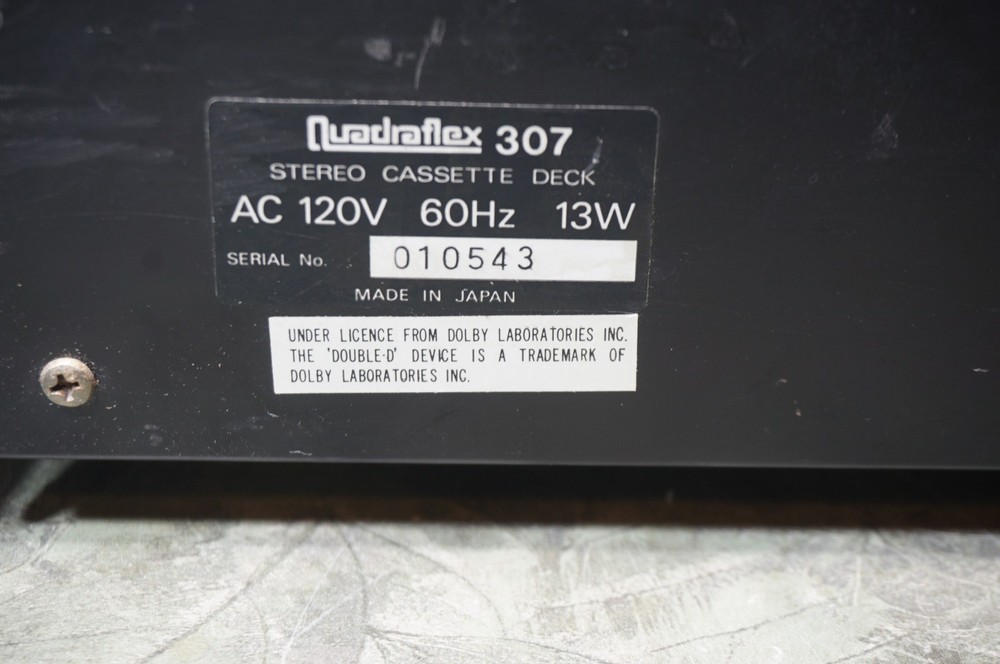 Quadraflex 307
STEREO CASSETTE DECK
AC 120V 60Hz 13W
SERIAL No. 010543
MADE IN JAPAN
UNDER LICENCE FROM DOLBY LABORATORIES INC.
THE 'DOUBLE-D' DEVICE IS A TRADEMARK OF
DOLBY LABORATORIES INC.